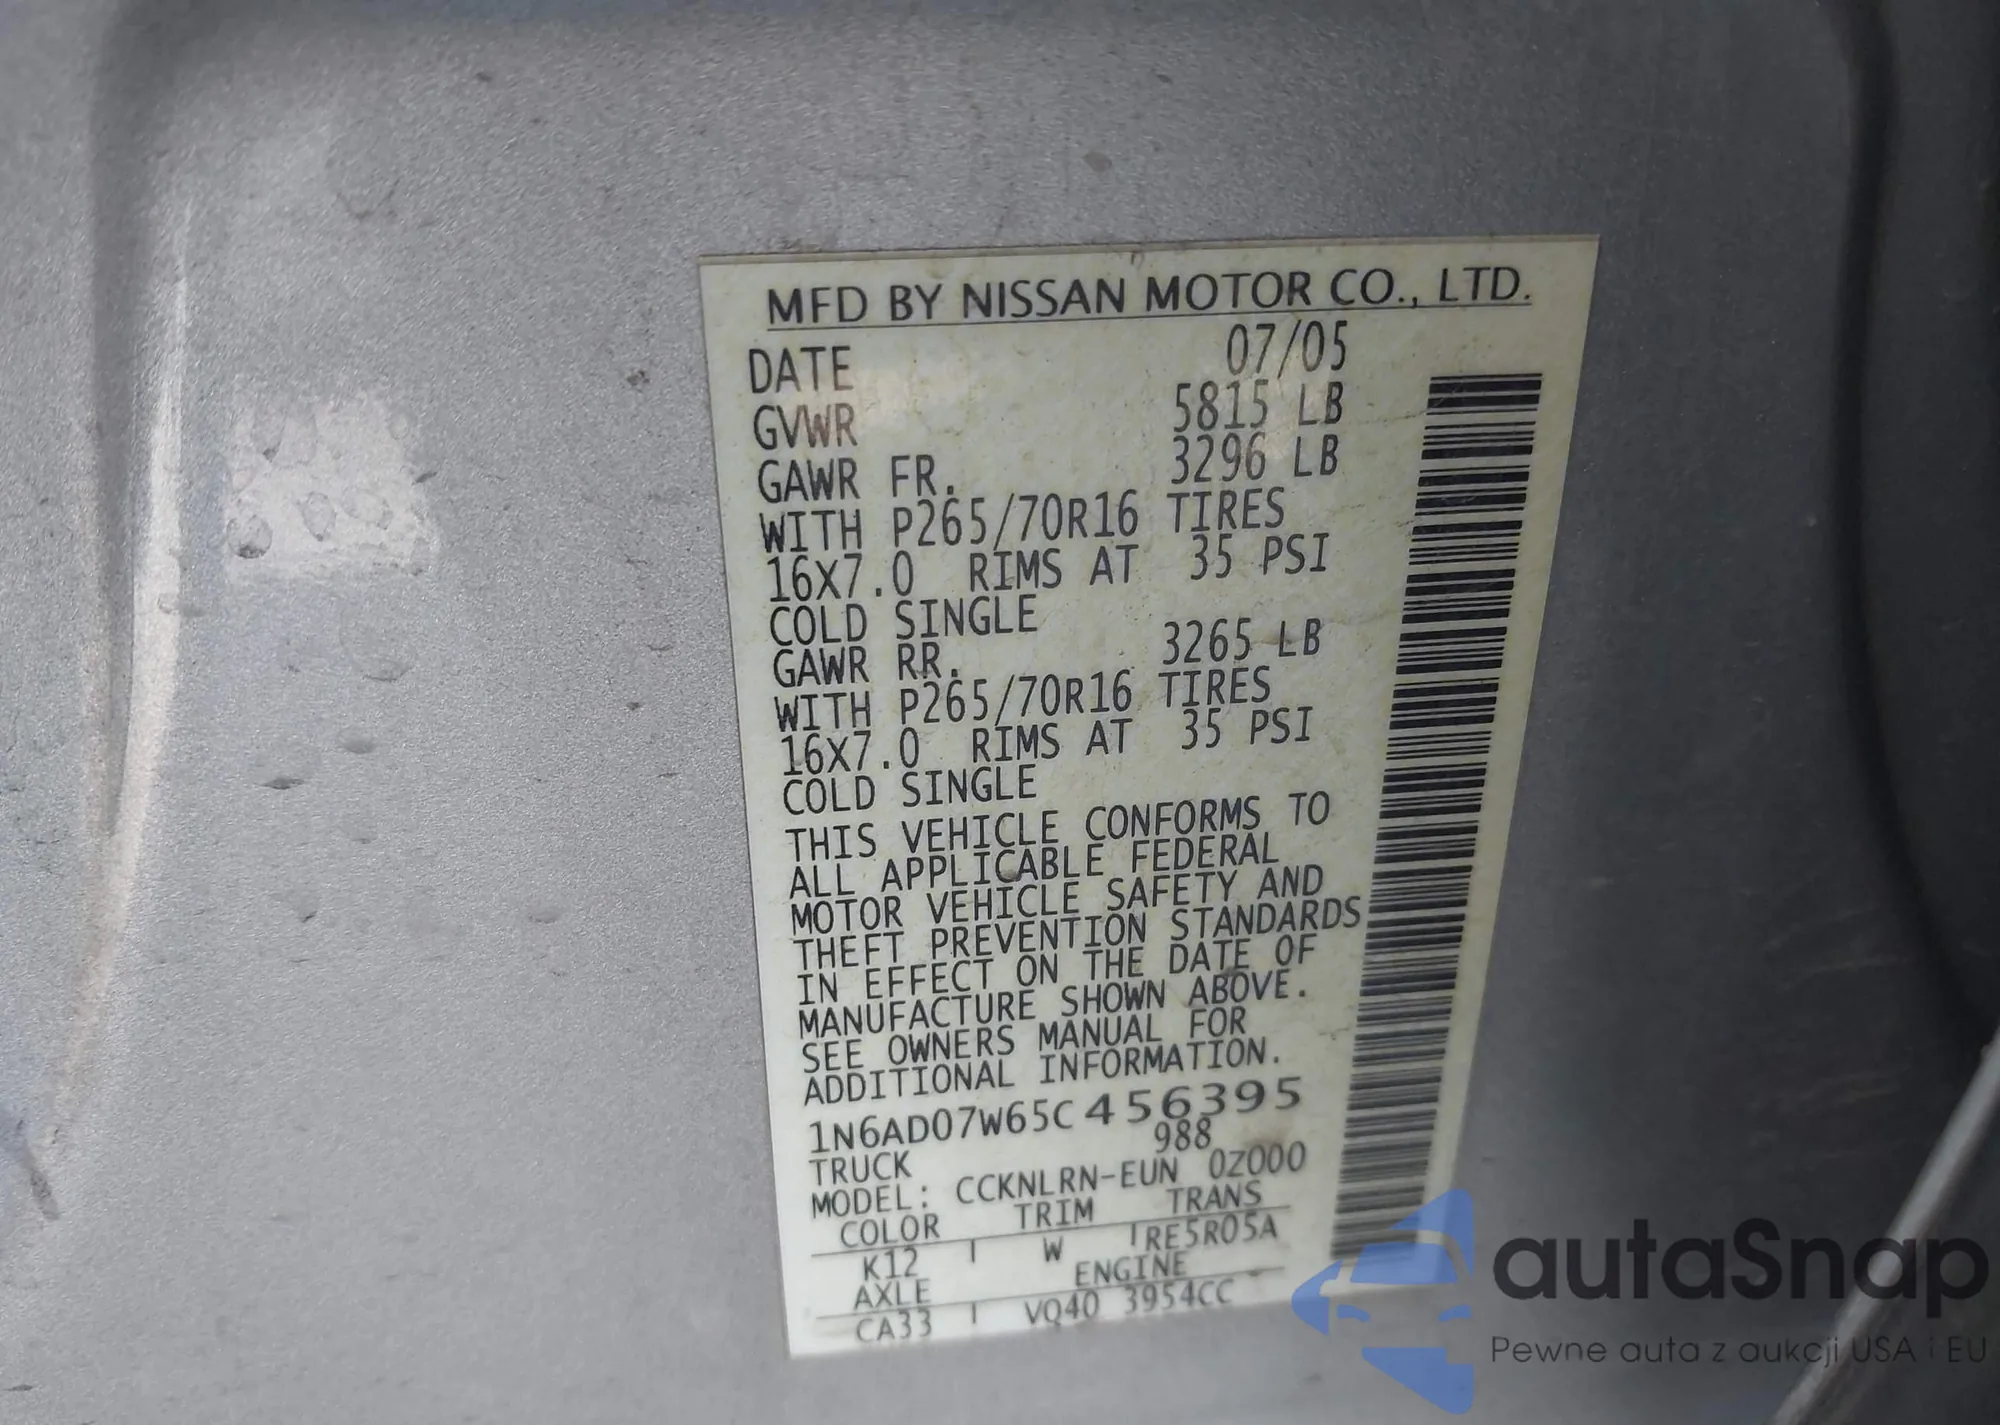 MFD BY NISSAN MOTOR CO., LTD.
DATE 07/05
GVWR 5815 LB
GAWR FR. 3296 LB
WITH P265/70R16 TIRES
16X7.0 RIMS AT 35 PSI
COLD SINGLE
GAWR RR. 3265 LB
WITH P265/70R16 TIRES
16X7.0 RIMS AT 35 PSI
COLD SINGLE
THIS VEHICLE CONFORMS TO
ALL APPLICABLE FEDERAL
MOTOR VEHICLE SAFETY AND
THEFT PREVENTION STANDARDS
IN EFFECT ON THE DATE OF
MANUFACTURE SHOWN ABOVE.
SEE OWNERS MANUAL FOR
ADDITIONAL INFORMATION.
1N6AD07W65C456395
TRUCK 988
MODEL: CCKNLRN-EUN 0Z000
COLOR TRIM TRANS
K12 W RE5R05A
AXLE ENGINE
CA33 VQ40 3954CC
autaSnap
Pewne auta z aukcji USA i EU